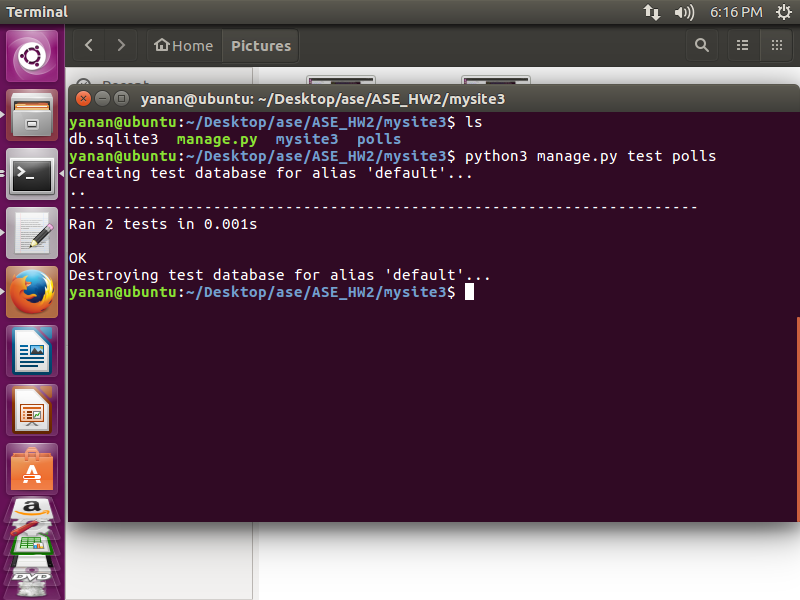 Terminal
6:16 PM
Home
Pictures
yanan@ubuntu: ~/Desktop/ase/ASE_HW2/mysite3
yanan@ubuntu:~/Desktop/ase/ASE_HW2/mysite3$ ls
db.sqlite3 manage.py mysite3 polls
yanan@ubuntu:~/Desktop/ase/ASE_HW2/mysite3$ python3 manage.py test polls
Creating test database for alias 'default'...
..
----------------------------------------------------------------------
Ran 2 tests in 0.001s
OK
Destroying test database for alias 'default'...
yanan@ubuntu:~/Desktop/ase/ASE_HW2/mysite3$
>_
A
a
DVD